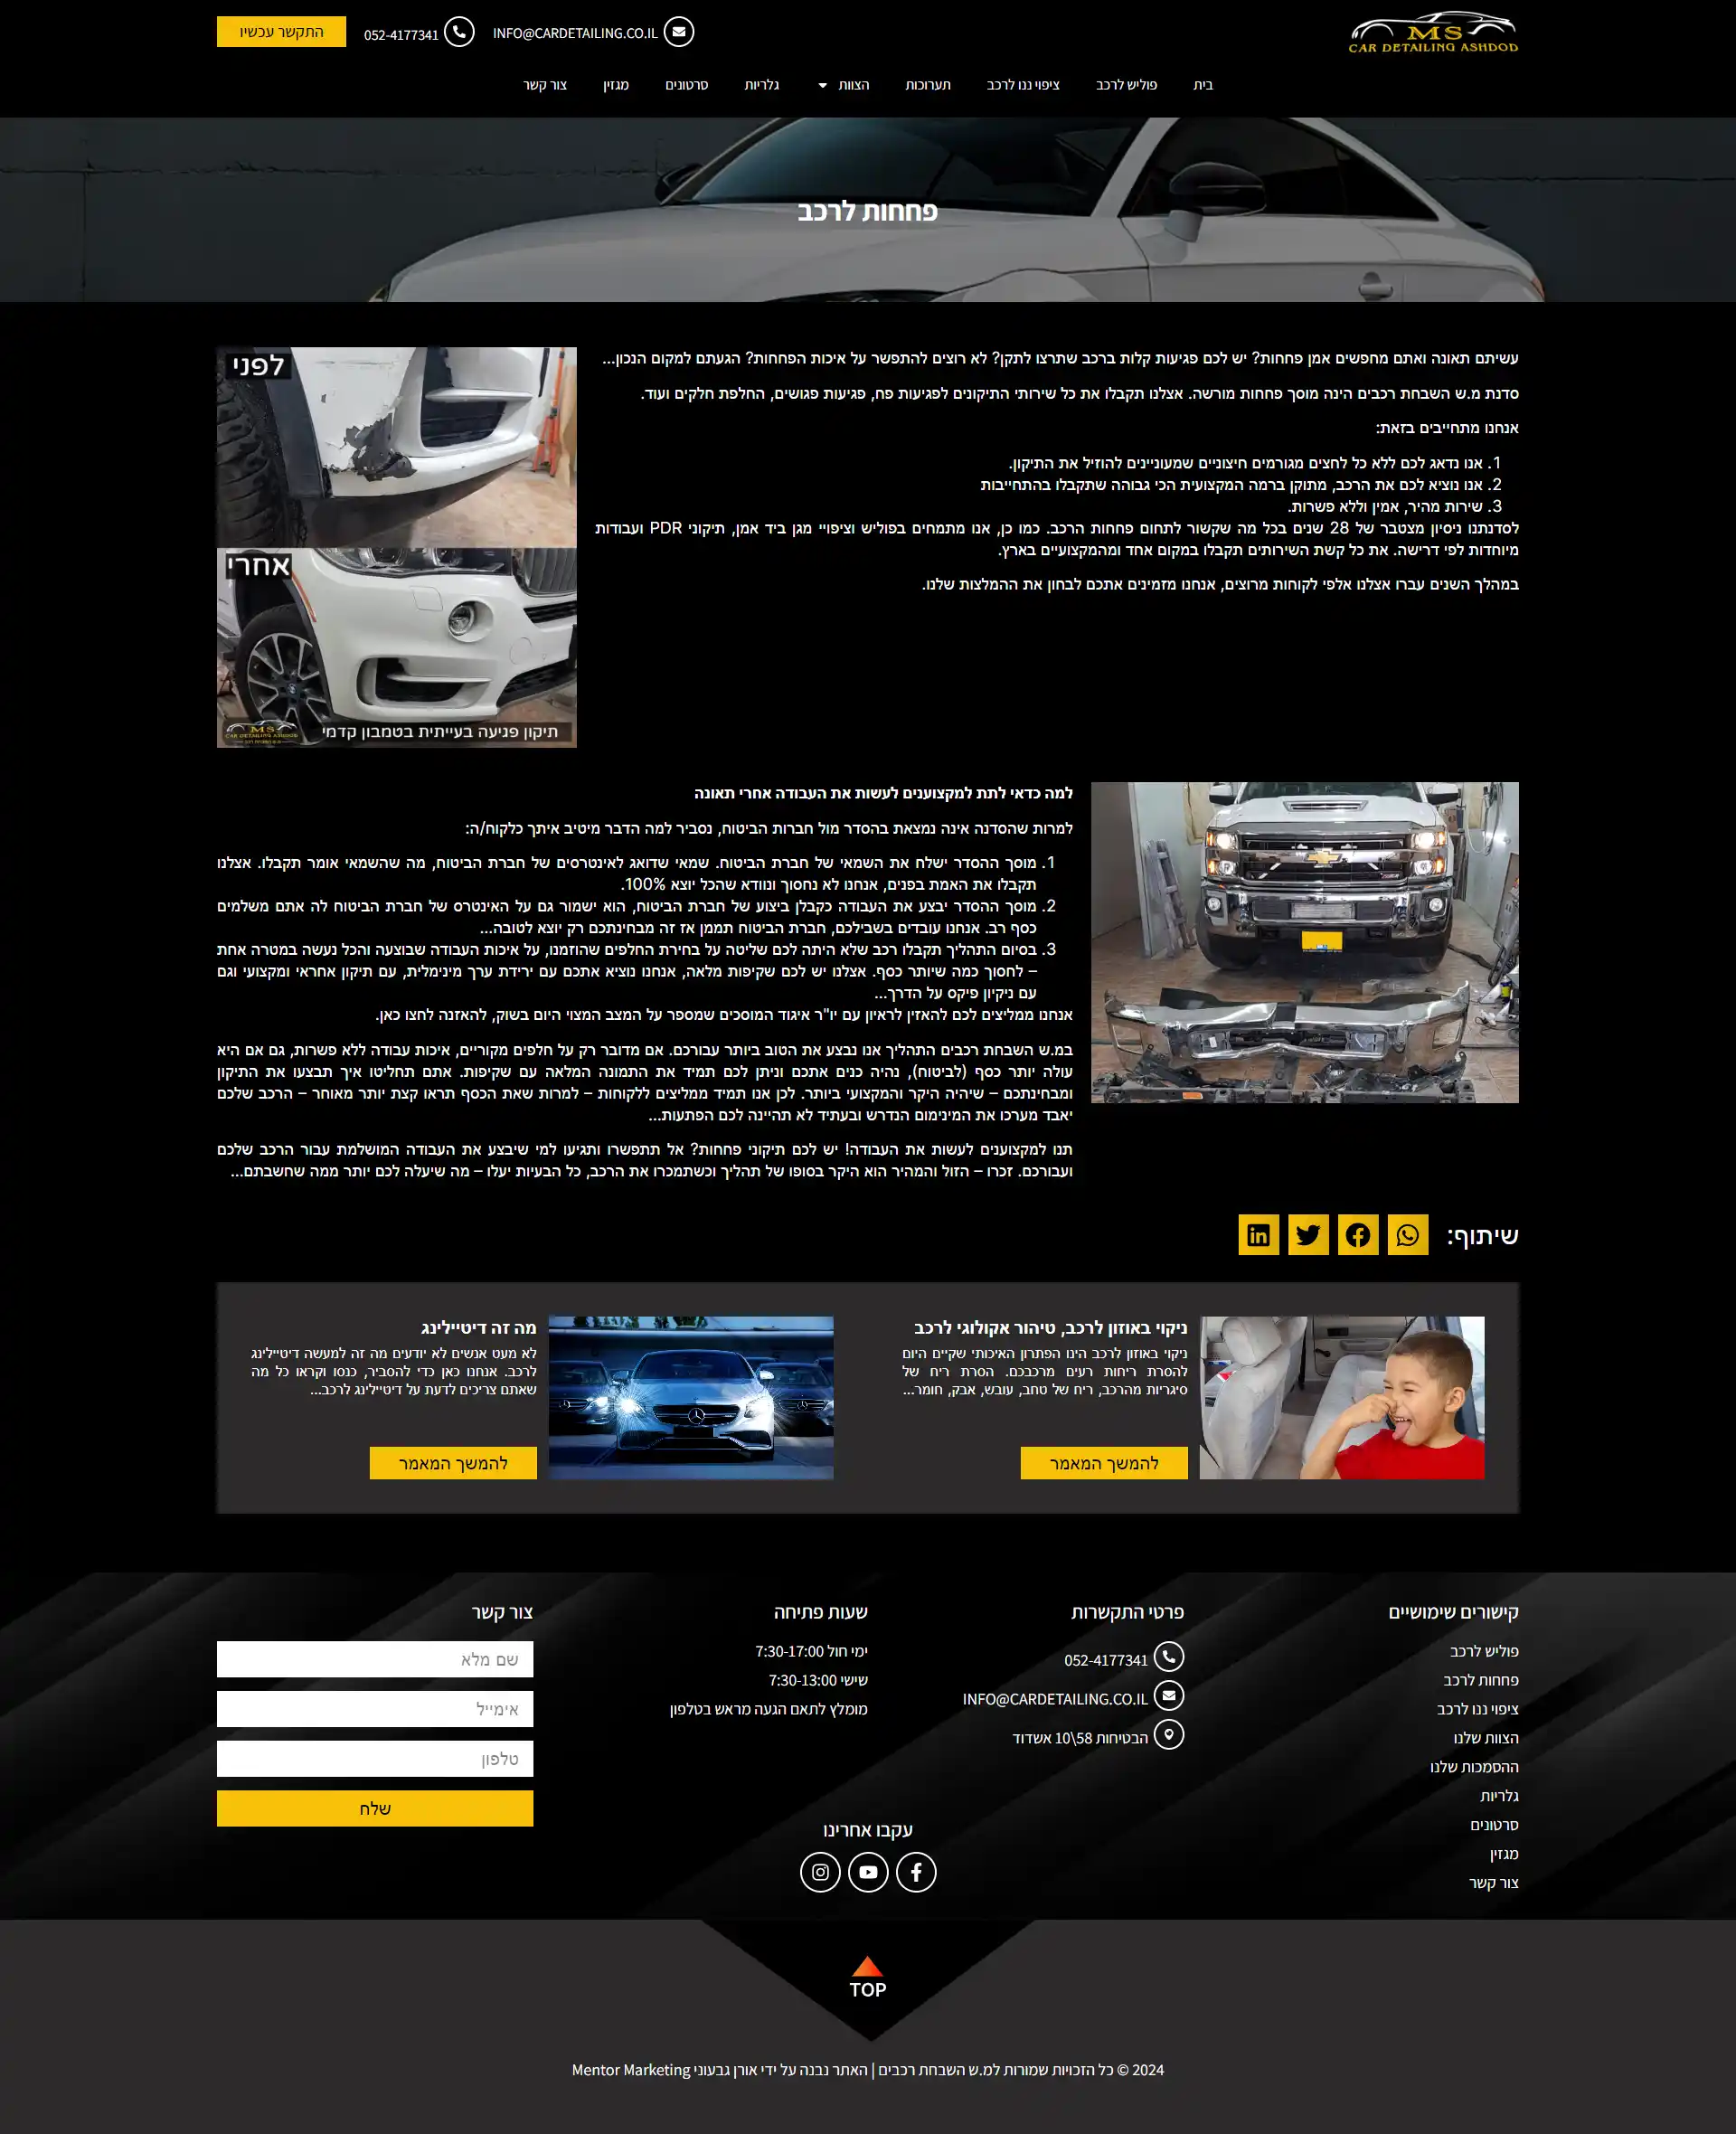 MS
CAR DETAILING ASHDOD
INFO@CARDETAILING.CO.IL
052-4177341
התקשר עכשיו
בית
פוליש לרכב
ציפוי ננו לרכב
תערוכות
הצוות
גלריות
סרטונים
מגזין
צור קשר
פחחות לרכב
עשיתם תאונה ואתם מחפשים אמן פחחות? יש לכם פגיעות קלות ברכב שתרצו לתקן? לא רוצים להתפשר על איכות הפחחות? הגעתם למקום הנכון...
סדנת מ.ש השבחת רכבים הינה מוסך פחחות מורשה. אצלנו תקבלו את כל שירותי התיקונים לפגיעות פח, פגיעות פגושים, החלפת חלקים ועוד.
אנחנו מתחייבים בזאת:
1. אנו נדאג לכם ללא כל לחצים מגורמים חיצוניים שמעוניינים להוזיל את התיקון.
2. אנו נוציא לכם את הרכב, מתוקן ברמה המקצועית הכי גבוהה שתקבלו בהתחייבות
3. שירות מהיר, אמין וללא פשרות.
לסדנתנו ניסיון מצטבר של 28 שנים בכל מה שקשור לתחום פחחות הרכב. כמו כן, אנו מתמחים בפוליש וציפויי מגן ביד אמן, תיקוני PDR ועבודות
מיוחדות לפי דרישה. את כל קשת השירותים תקבלו במקום אחד ומהמקצועיים בארץ.
במהלך השנים עברו אצלנו אלפי לקוחות מרוצים, אנחנו מזמינים אתכם לבחון את ההמלצות שלנו.
לפני
אחרי
תיקון פגיעה בעייתית בטמבון קדמי
MS
CAR DETAILING ASHDOD
למה כדאי לתת למקצוענים לעשות את העבודה אחרי תאונה
למרות שהסדנה אינה נמצאת בהסדר מול חברות הביטוח, נסביר למה הדבר מיטיב איתך כלקוח/ה:
1. מוסך ההסדר ישלח את השמאי של חברת הביטוח. שמאי שדואג לאינטרסים של חברת הביטוח, מה שהשמאי אומר תקבלו. אצלנו
תקבלו את האמת בפנים, אנחנו לא נחסוך ונוודא שהכל יוצא 100%.
2. מוסך ההסדר יבצע את העבודה כקבלן ביצוע של חברת הביטוח, הוא ישמור גם על האינטרס של חברת הביטוח לה אתם משלמים
כסף רב. אנחנו עובדים בשבילכם, חברת הביטוח תממן אז זה מבחינתכם רק יוצא לטובה...
3. בסיום התהליך תקבלו רכב שלא היתה לכם שליטה על בחירת החלפים שהוזמנו, על איכות העבודה שבוצעה והכל נעשה במטרה אחת
– לחסוך כמה שיותר כסף. אצלנו יש לכם שקיפות מלאה, אנחנו נוציא אתכם עם ירידת ערך מינימלית, עם תיקון אחראי ומקצועי וגם
עם ניקיון פיקס על הדרך...
אנחנו ממליצים לכם להאזין לראיון עם יו"ר איגוד המוסכים שמספר על המצב המצוי היום בשוק, להאזנה לחצו כאן.
במ.ש השבחת רכבים התהליך אנו נבצע את הטוב ביותר עבורכם. אם מדובר רק על חלפים מקוריים, איכות עבודה ללא פשרות, גם אם היא
עולה יותר כסף (לביטוח), נהיה כנים אתכם וניתן לכם תמיד את התמונה המלאה עם שקיפות. אתם תחליטו איך תבצעו את התיקון
ומבחינתכם – שיהיה היקר והמקצועי ביותר. לכן אנו תמיד ממליצים ללקוחות – למרות שאת הכסף תראו קצת יותר מאוחר – הרכב שלכם
יאבד מערכו את המינימום הנדרש ובעתיד לא תהיינה לכם הפתעות...
תנו למקצוענים לעשות את העבודה! יש לכם תיקוני פחחות? אל תתפשרו ותגיעו למי שיבצע את העבודה המושלמת עבור הרכב שלכם
ועבורכם. זכרו – הזול והמהיר הוא היקר בסופו של תהליך וכשתמכרו את הרכב, כל הבעיות יעלו – מה שיעלה לכם יותר ממה שחשבתם...
שיתוף:
ניקוי באוזון לרכב, טיהור אקולוגי לרכב
ניקוי באוזון לרכב הינו הפתרון האיכותי שקיים היום
להסרת ריחות רעים מרכבכם. הסרת ריח של
סיגריות מהרכב, ריח של טחב, עובש, אבק, חומר...
להמשך המאמר
מה זה דיטיילינג
לא מעט אנשים לא יודעים מה זה למעשה דיטיילינג
לרכב. אנחנו כאן כדי להסביר, כנסו וקראו כל מה
שאתם צריכים לדעת על דיטיילינג לרכב...
להמשך המאמר
קישורים שימושיים
פוליש לרכב
פחחות לרכב
ציפוי ננו לרכב
הצוות שלנו
ההסמכות שלנו
גלריות
סרטונים
מגזין
צור קשר
פרטי התקשרות
052-4177341
INFO@CARDETAILING.CO.IL
הבטיחות 58\10 אשדוד
שעות פתיחה
ימי חול 7:30-17:00
שישי 7:30-13:00
מומלץ לתאם הגעה מראש בטלפון
צור קשר
שם מלא
אימייל
טלפון
שלח
עקבו אחרינו
TOP
2024 © כל הזכויות שמורות למ.ש השבחת רכבים | האתר נבנה על ידי אורן גבעוני Mentor Marketing